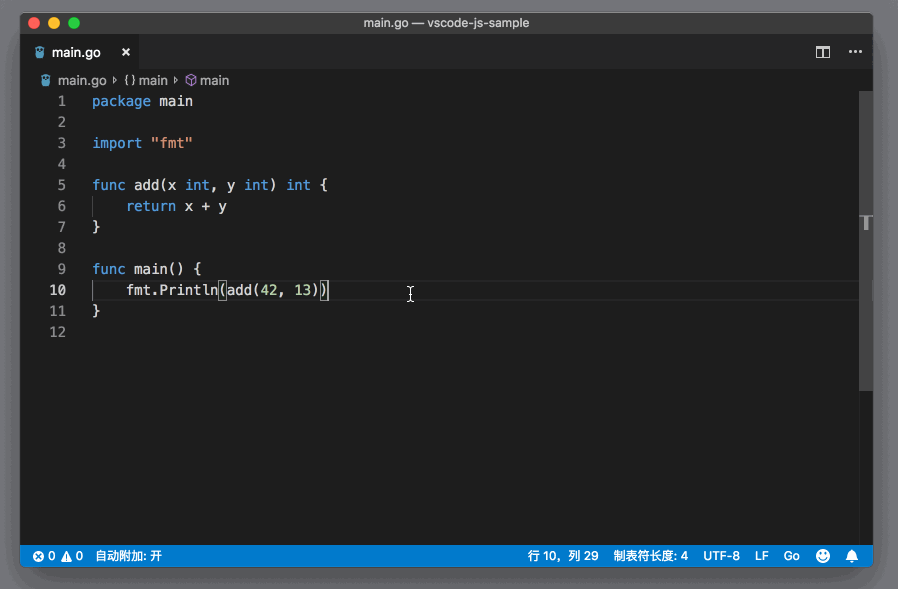 main.go — vscode-js-sample
main.go ×
main.go {} main main
1 package main
2
3 import "fmt"
4
5 func add(x int, y int) int {
6 return x + y
7 }
8
9 func main() {
10 fmt.Println(add(42, 13))
11 }
12
0 0 自动附加: 开 行 10, 列 29 制表符长度: 4 UTF-8 LF Go